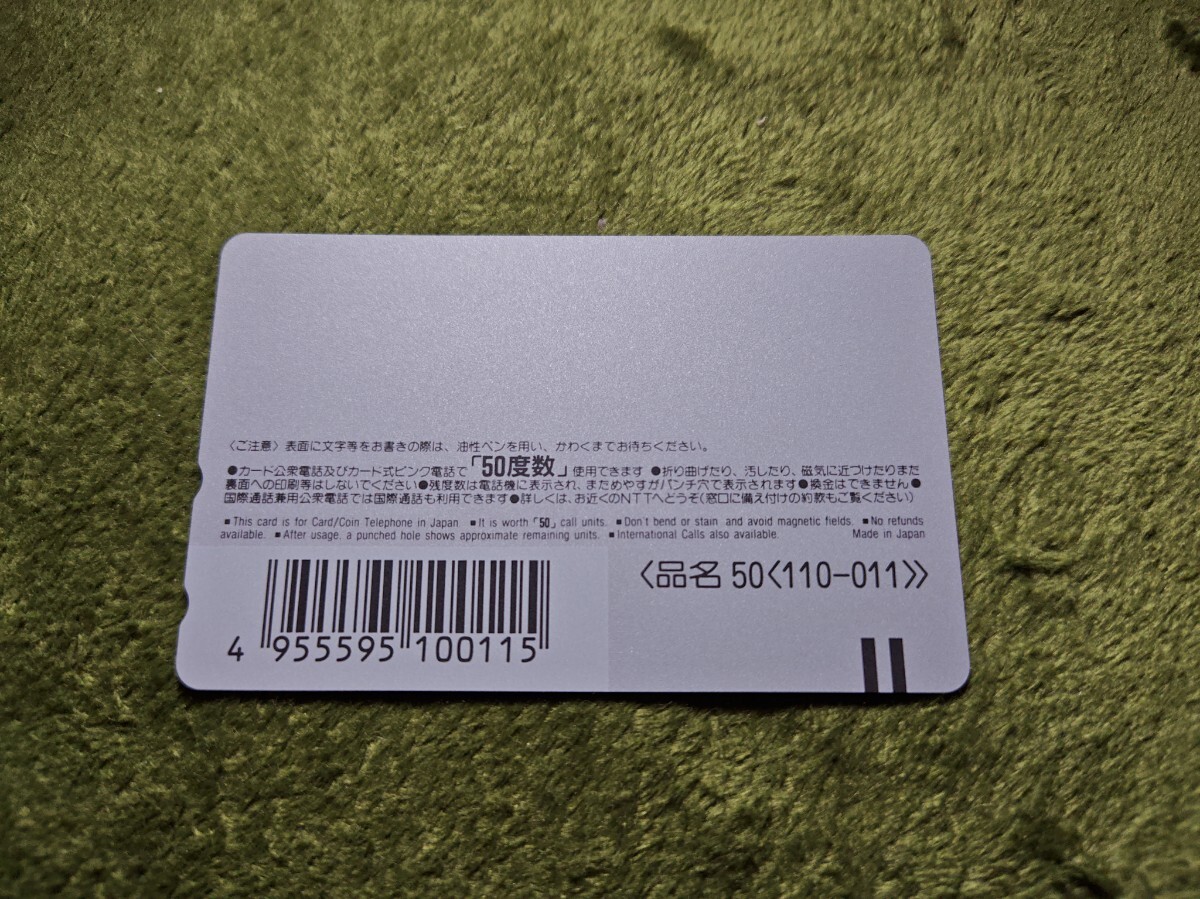 〈ご注意〉表面に文字等をお書きの際は、油性ペンを用い、かわくまでお待ちください。
●カード公衆電話及びカード式ピンク電話で「50度数」使用できます ●折り曲げたり、汚したり、磁気に近づけたりまた
裏面への印刷等はしないでください●残度数は電話機に表示され、まためやすがパンチ穴で表示されます●換金はできません●
国際通話兼用公衆電話では国際通話も利用できます●詳しくは、お近くのNTTへどうぞ(窓口に備え付けの約款もご覧ください)
■This card is for Card/Coin Telephone in Japan. ■It is worth「50」call units. ■Don't bend or stain and avoid magnetic fields. ■No refunds
available. ■After usage, a punched hole shows approximate remaining units. ■International Calls also available. Made in Japan
〈品名 50〈110-011〉〉
4 955595 100115